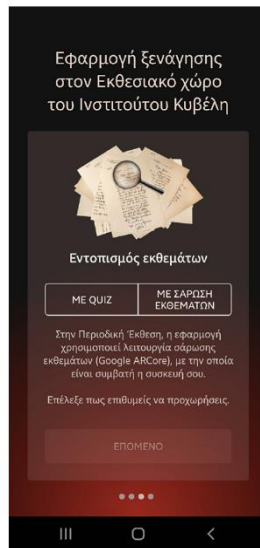 Εφαρμογή ξενάγησης
στον Εκθεσιακό χώρο
του Ινστιτούτου Κυβέλη
Εντοπισμός εκθεμάτων
ΜΕ QUIZ
ΜΕ ΣΑΡΩΣΗ
ΕΚΘΕΜΑΤΩΝ
Στην Περιοδική Έκθεση, η εφαρμογή
χρησιμοποιεί λειτουργία σάρωσης
εκθεμάτων (Google ARCore), με την οποία
είναι συμβατή η συσκευή σου.
Επέλεξε πως επιθυμείς να προχωρήσεις.
ΕΠΟΜΕΝΟ